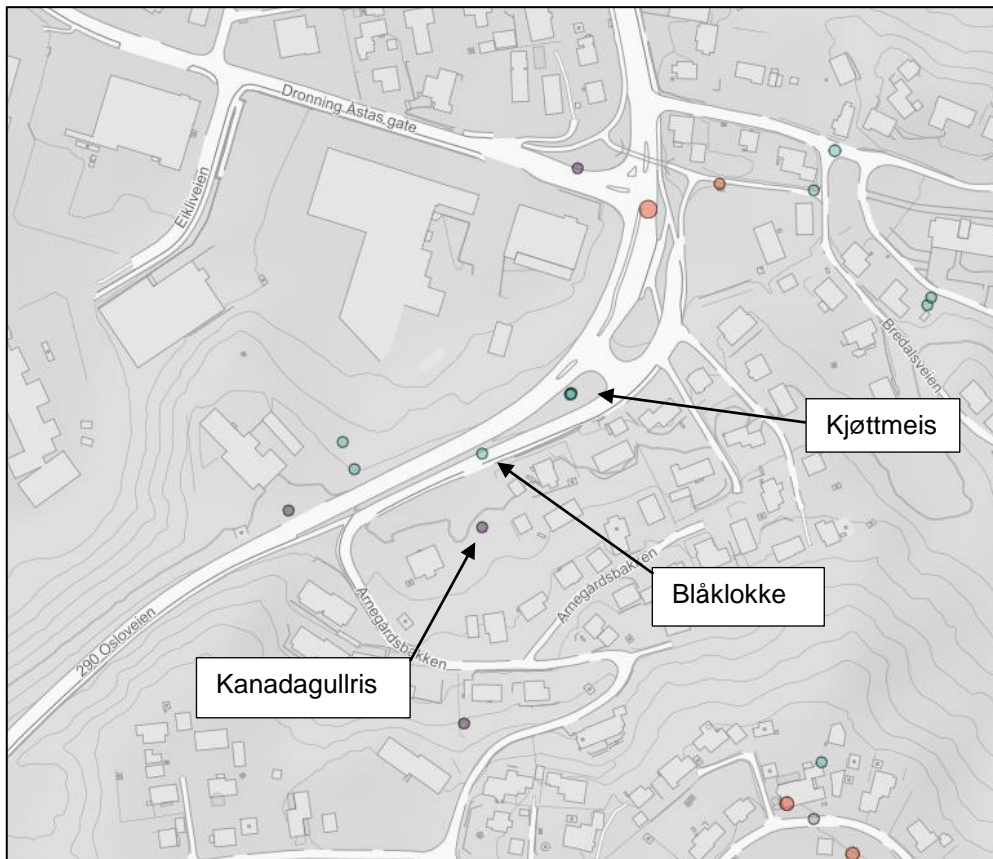 Dronning Åstas gate
Eikliveien
Bredalsveien
Kjøttmeis
Blåklokke
Arnegårdsbakken
Arnegårdsbakken
290 Osloveien
Kanadagullris